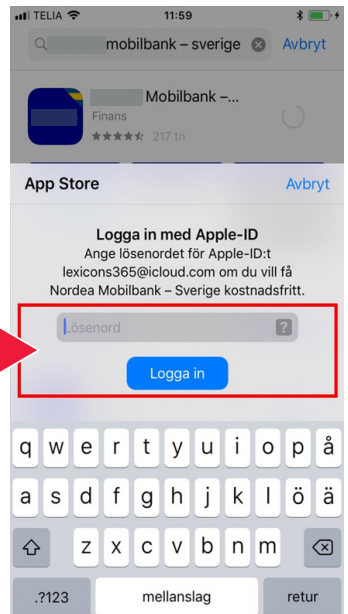 TELIA 11:59
mobilbank – sverige Avbryt
Mobilbank –...
Finans
217 tn
App Store Avbryt
Logga in med Apple-ID
Ange lösenordet för Apple-ID:t
lexicons365@icloud.com om du vill få
Nordea Mobilbank – Sverige kostnadsfritt.
Lösenord ?
Logga in
q w e r t y u i o p å
a s d f g h j k l ö ä
z x c v b n m
.?123 mellanslag retur